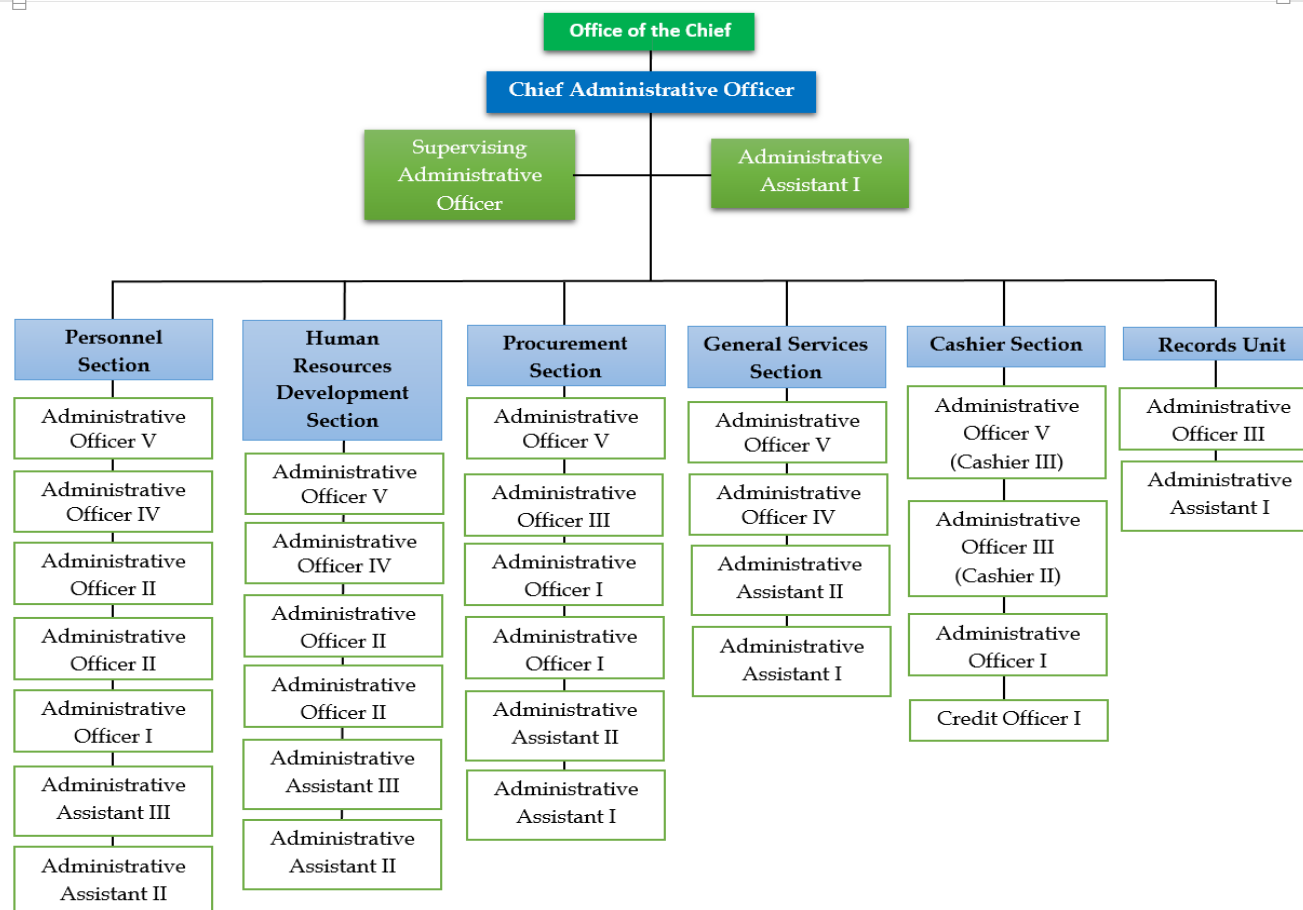 Office of the Chief
Chief Administrative Officer
Supervising
Administrative
Officer
Administrative
Assistant I
Personnel
Section
Administrative
Officer V
Administrative
Officer IV
Administrative
Officer II
Administrative
Officer II
Administrative
Officer I
Administrative
Assistant III
Administrative
Assistant II
Human
Resources
Development
Section
Administrative
Officer V
Administrative
Officer IV
Administrative
Officer II
Administrative
Officer II
Administrative
Assistant III
Administrative
Assistant II
Procurement
Section
Administrative
Officer V
Administrative
Officer III
Administrative
Officer I
Administrative
Officer I
Administrative
Assistant II
Administrative
Assistant I
General Services
Section
Administrative
Officer V
Administrative
Officer IV
Administrative
Assistant II
Administrative
Assistant I
Cashier Section
Administrative
Officer V
(Cashier III)
Administrative
Officer III
(Cashier II)
Administrative
Officer I
Credit Officer I
Records Unit
Administrative
Officer III
Administrative
Assistant I